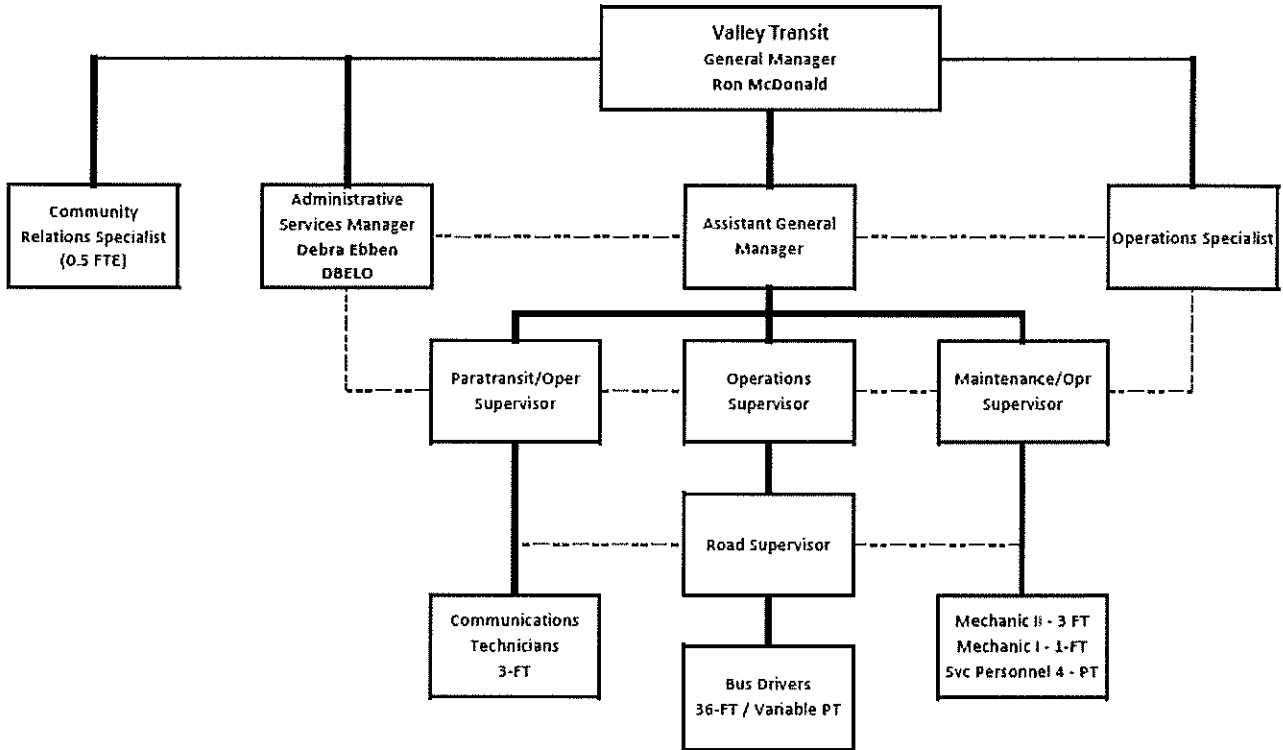 Valley Transit
General Manager
Ron McDonald
Community
Relations Specialist
(0.5 FTE)
Administrative
Services Manager
Debra Ebben
DBELO
Assistant General
Manager
Operations Specialist
Paratransit/Oper
Supervisor
Operations
Supervisor
Maintenance/Opr
Supervisor
Road Supervisor
Communications
Technicians
3-FT
Bus Drivers
36-FT / Variable PT
Mechanic II - 3 FT
Mechanic I - 1-FT
Svc Personnel 4 - PT